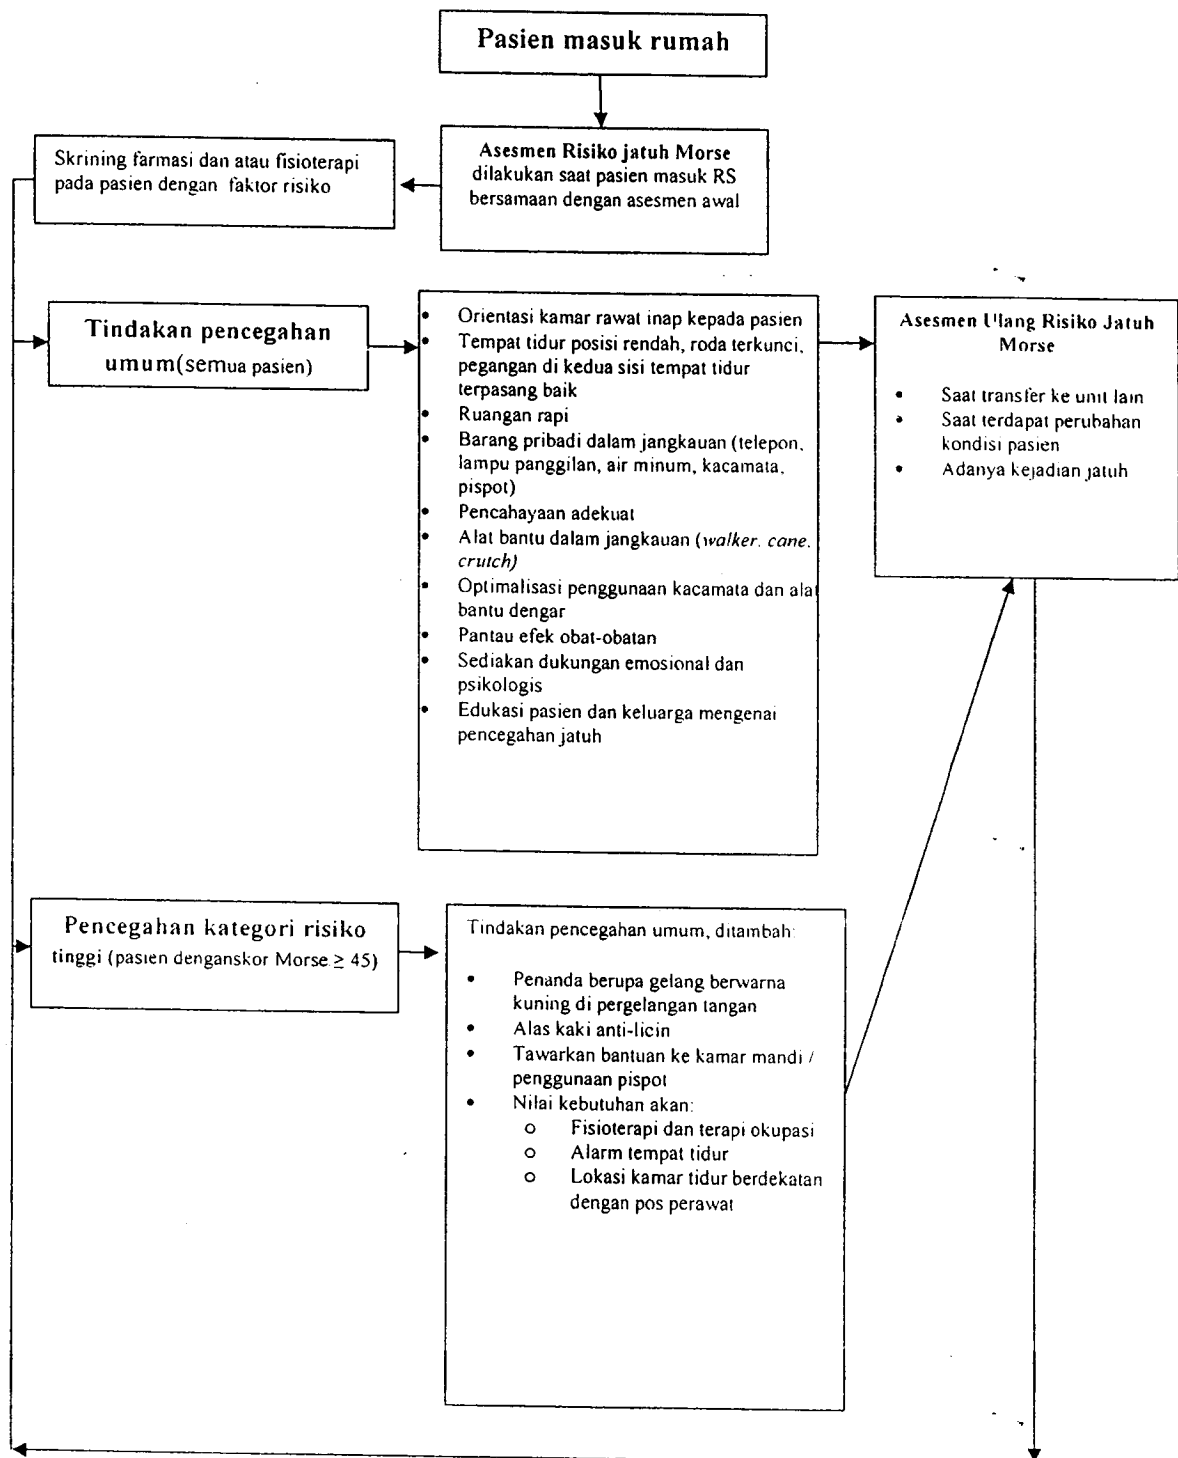 Pasien masuk rumah
Asesmen Risiko jatuh Morse
dilakukan saat pasien masuk RS
bersamaan dengan asesmen awal
Skrining farmasi dan atau fisioterapi
pada pasien dengan faktor risiko
Tindakan pencegahan
umum(semua pasien)
• Orientasi kamar rawat inap kepada pasien
• Tempat tidur posisi rendah, roda terkunci,
pegangan di kedua sisi tempat tidur
terpasang baik
• Ruangan rapi
• Barang pribadi dalam jangkauan (telepon,
lampu panggilan, air minum, kacamata,
pispot)
• Pencahayaan adekuat
• Alat bantu dalam jangkauan (walker. cane.
crutch)
• Optimalisasi penggunaan kacamata dan alat
bantu dengar
• Pantau efek obat-obatan
• Sediakan dukungan emosional dan
psikologis
• Edukasi pasien dan keluarga mengenai
pencegahan jatuh
Asesmen Ulang Risiko Jatuh
Morse
• Saat transfer ke unit lain
• Saat terdapat perubahan
kondisi pasien
• Adanya kejadian jatuh
Pencegahan kategori risiko
tinggi (pasien denganskor Morse ≥ 45)
Tindakan pencegahan umum, ditambah:
• Penanda berupa gelang berwarna
kuning di pergelangan tangan
• Alas kaki anti-licin
• Tawarkan bantuan ke kamar mandi /
penggunaan pispot
• Nilai kebutuhan akan:
o Fisioterapi dan terapi okupasi
o Alarm tempat tidur
o Lokasi kamar tidur berdekatan
dengan pos perawat